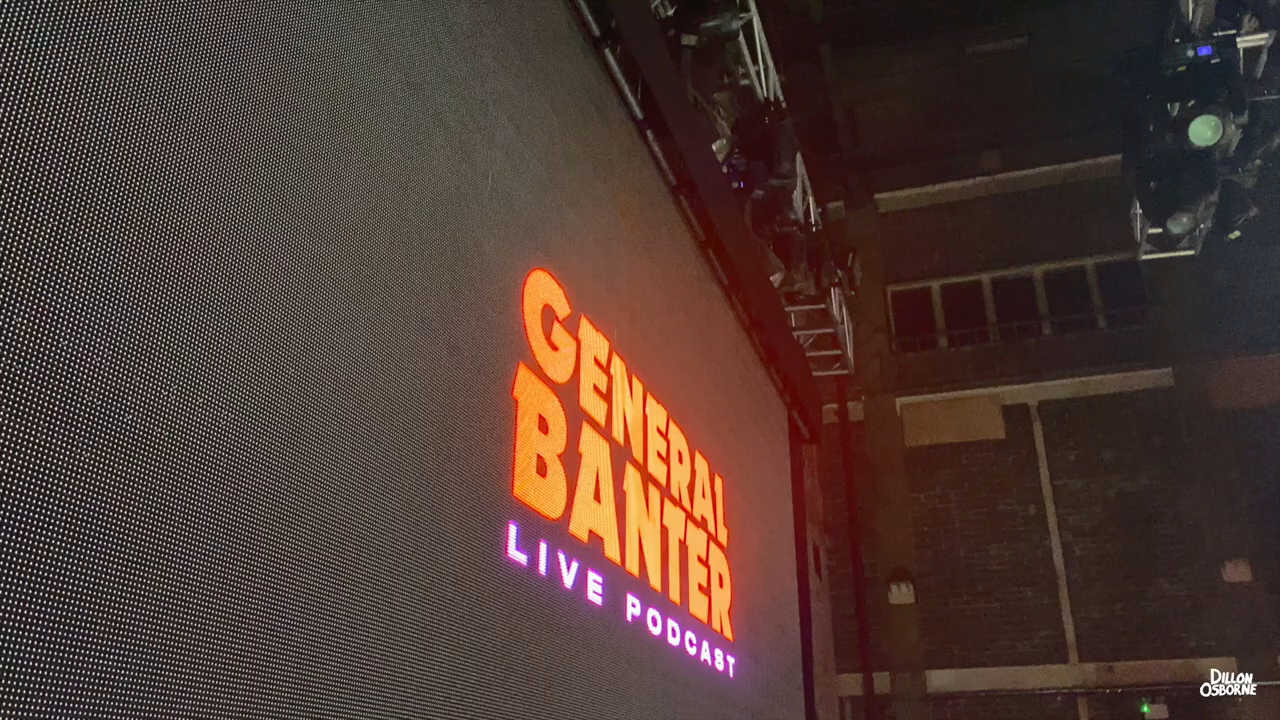 GENERAL
BANTER
LIVE PODCAST
DILLON
OSBORNE